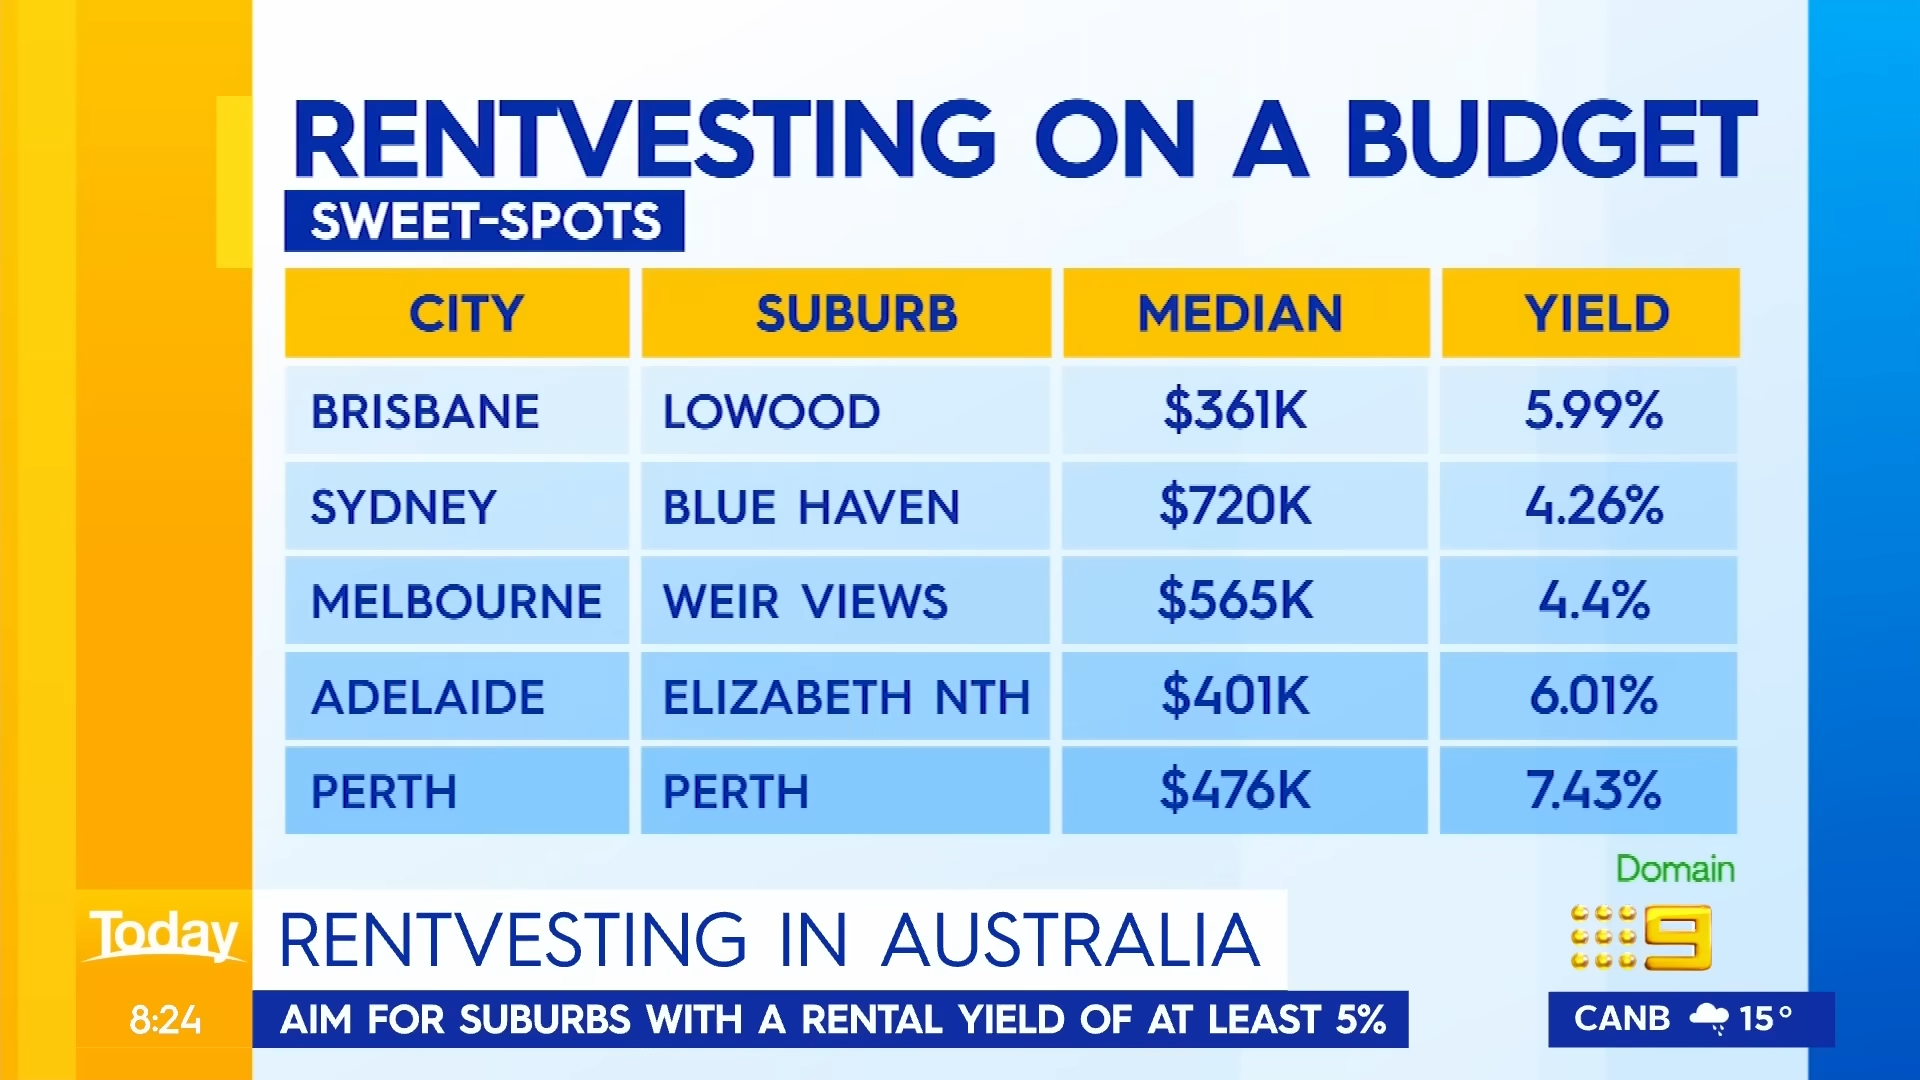 RENTVESTING ON A BUDGET
SWEET-SPOTS
CITY SUBURB MEDIAN YIELD
BRISBANE LOWOOD $361K 5.99%
SYDNEY BLUE HAVEN $720K 4.26%
MELBOURNE WEIR VIEWS $565K 4.4%
ADELAIDE ELIZABETH NTH $401K 6.01%
PERTH PERTH $476K 7.43%
Domain
Today RENTVESTING IN AUSTRALIA 9
8:24 AIM FOR SUBURBS WITH A RENTAL YIELD OF AT LEAST 5% CANB 15°